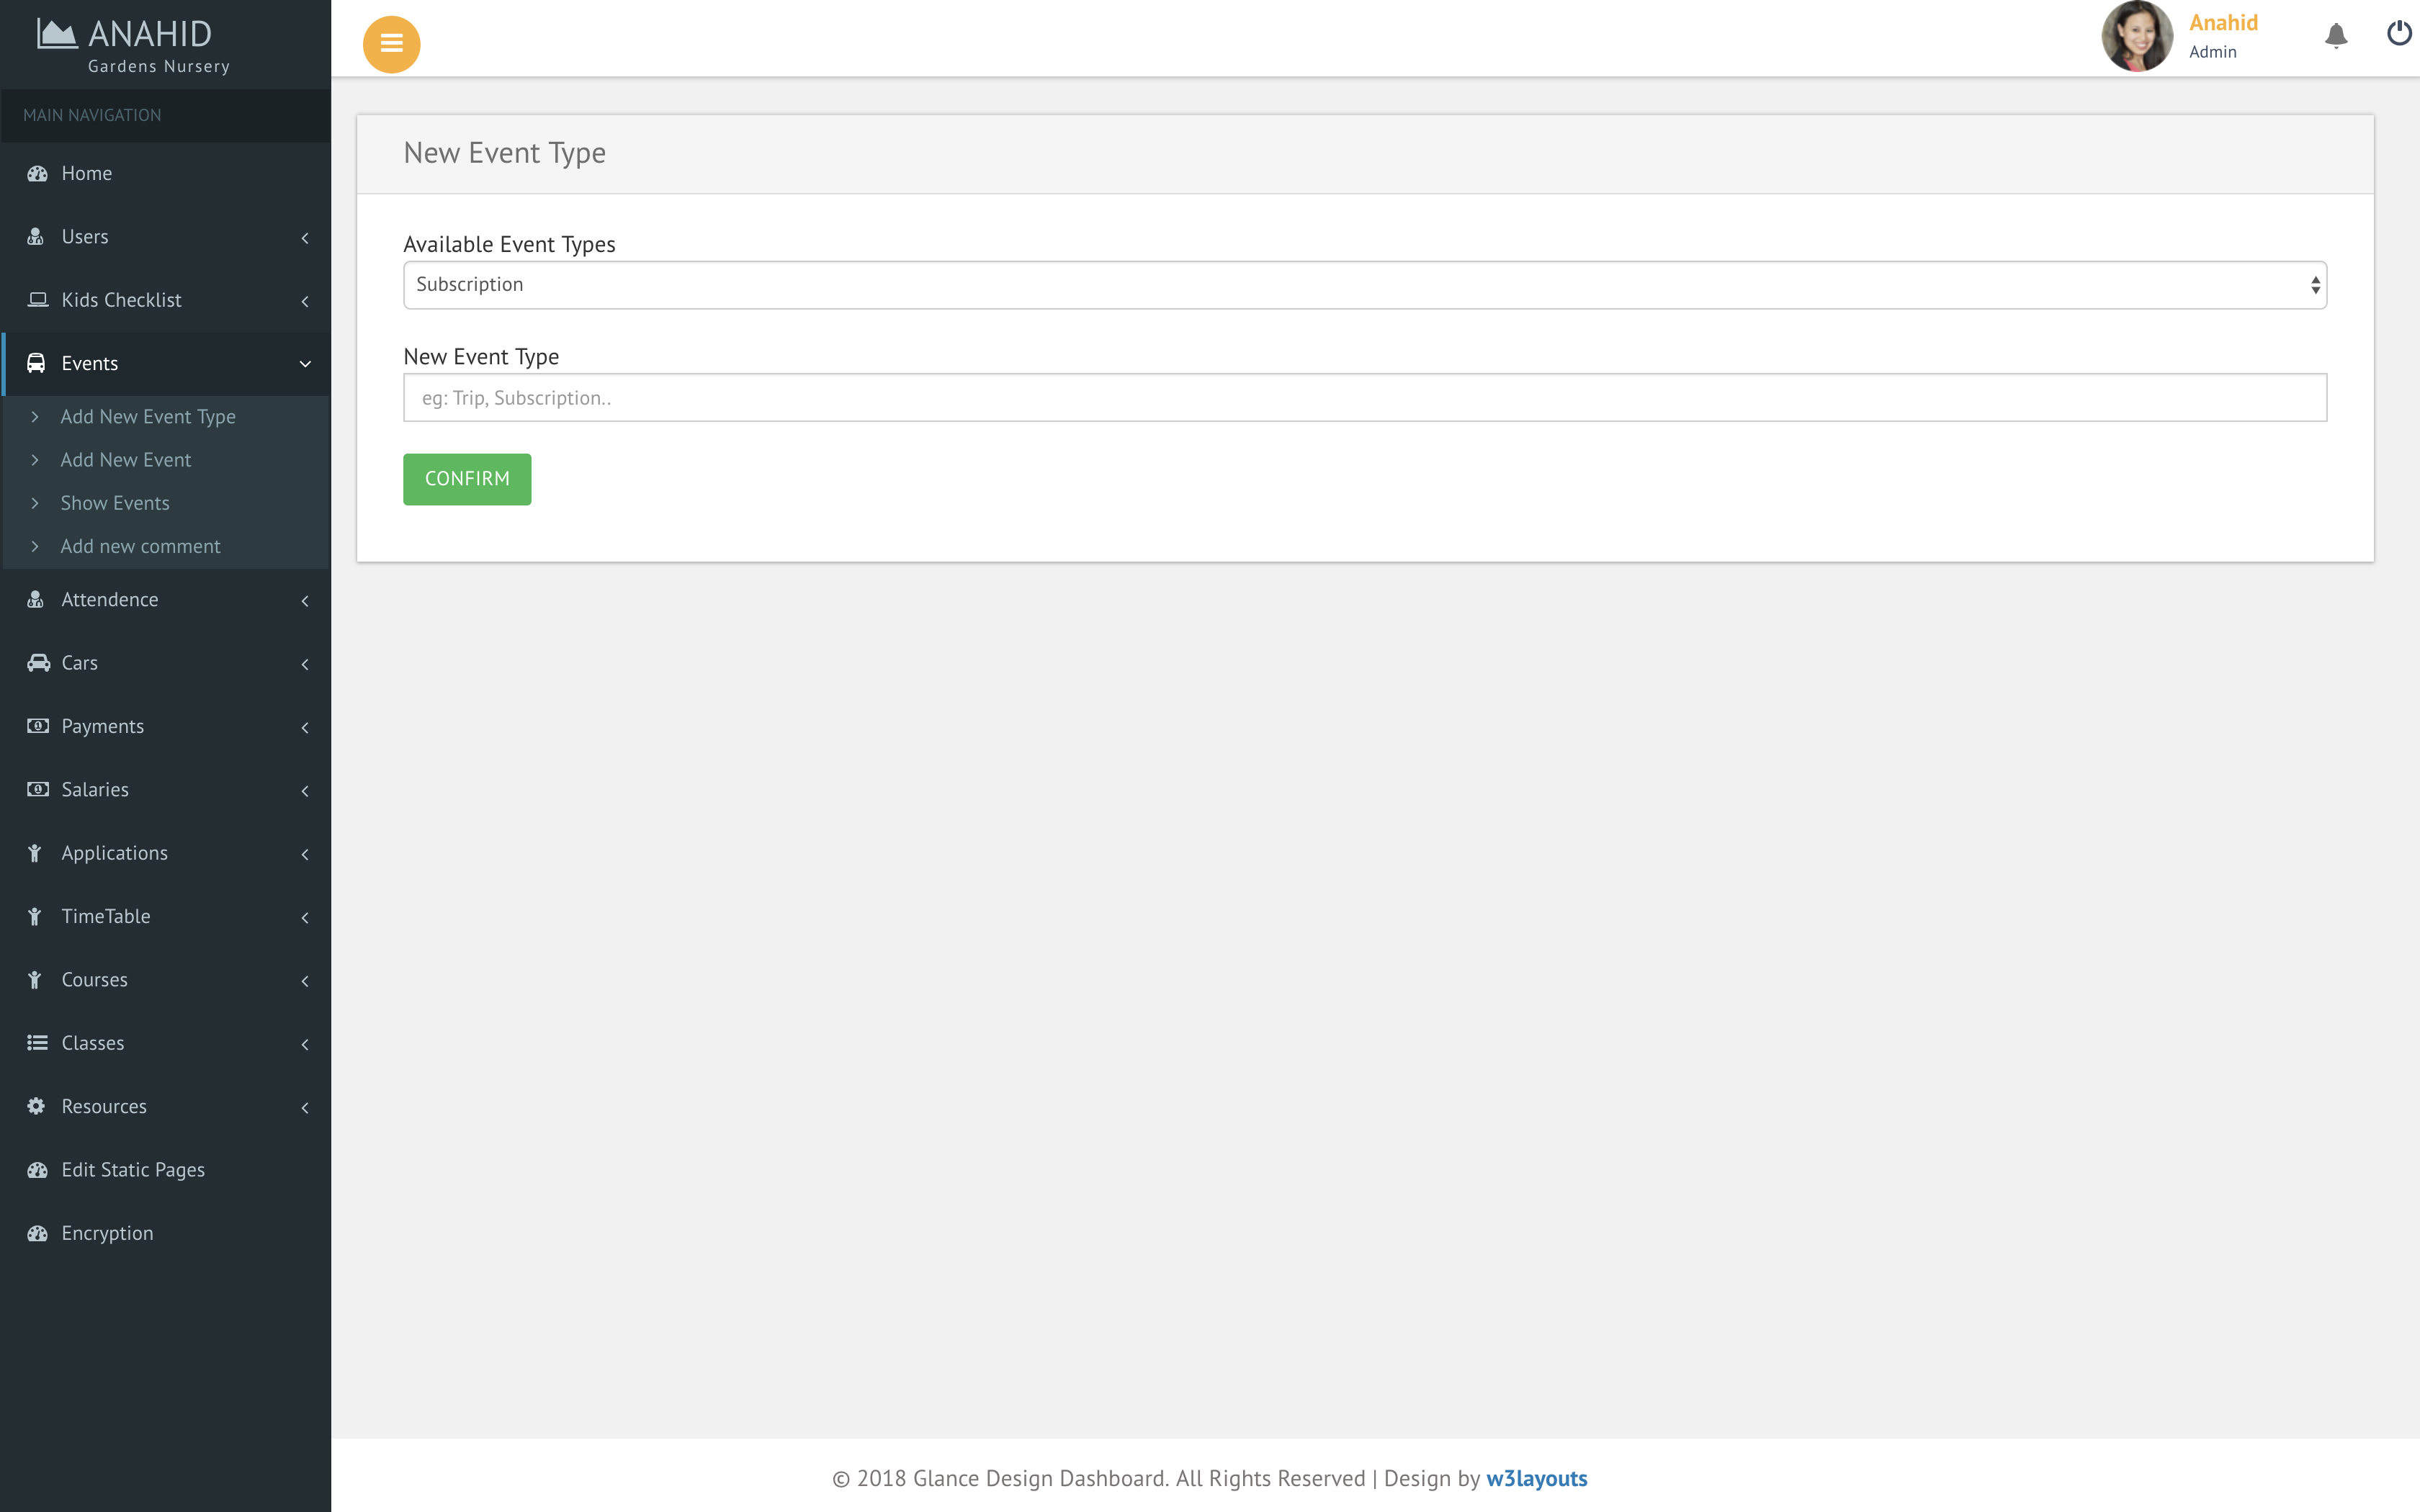 ANAHID
Gardens Nursery
MAIN NAVIGATION
Home
Users
Kids Checklist
Events
Add New Event Type
Add New Event
Show Events
Add new comment
Attendence
Cars
Payments
Salaries
Applications
TimeTable
Courses
Classes
Resources
Edit Static Pages
Encryption
Anahid
Admin
New Event Type
Available Event Types
Subscription
New Event Type
eg: Trip, Subscription..
CONFIRM
© 2018 Glance Design Dashboard. All Rights Reserved | Design by w3layouts